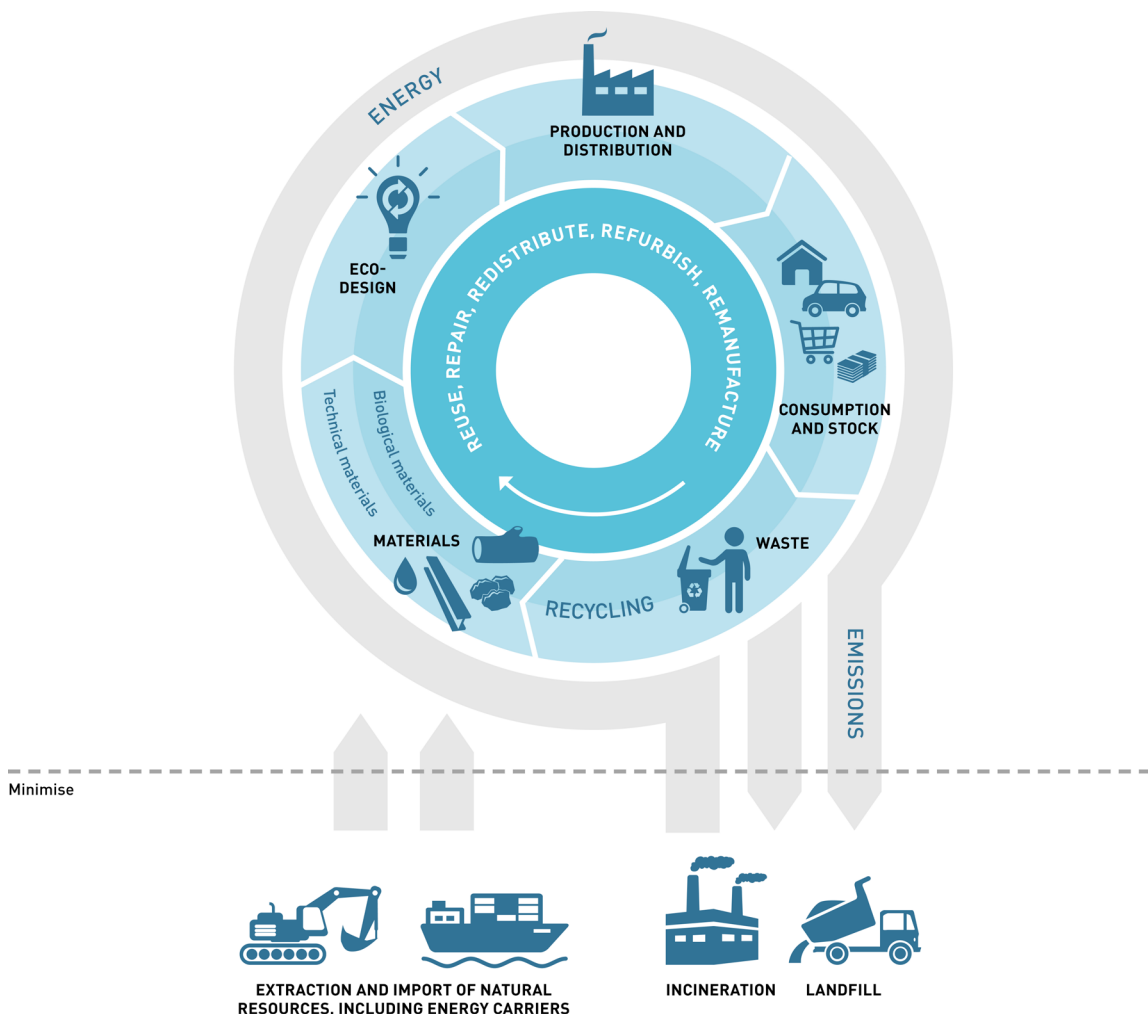 ENERGY
PRODUCTION AND
DISTRIBUTION
ECO-
DESIGN
REUSE, REPAIR, REDISTRIBUTE, REFURBISH, REMANUFACTURE
CONSUMPTION
AND STOCK
Technical materials
Biological materials
MATERIALS
WASTE
RECYCLING
EMISSIONS
Minimise
EXTRACTION AND IMPORT OF NATURAL
RESOURCES, INCLUDING ENERGY CARRIERS
INCINERATION
LANDFILL